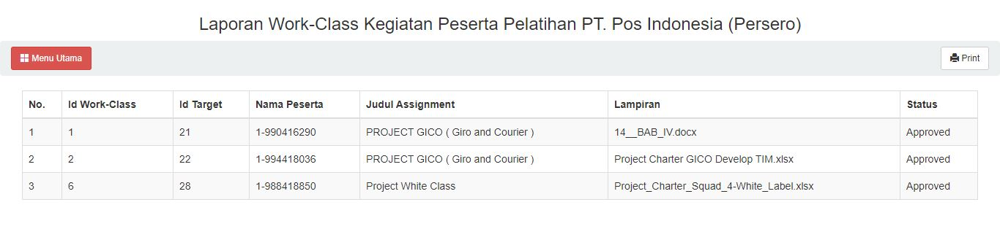 Laporan Work-Class Kegiatan Peserta Pelatihan PT. Pos Indonesia (Persero)
Menu Utama Print
No. Id Work-Class Id Target Nama Peserta Judul Assignment Lampiran Status
1 1 21 1-990416290 PROJECT GICO ( Giro and Courier ) 14__BAB_IV.docx Approved
2 2 22 1-994418036 PROJECT GICO ( Giro and Courier ) Project Charter GICO Develop TIM.xlsx Approved
3 6 28 1-988418850 Project White Class Project_Charter_Squad_4-White_Label.xlsx Approved